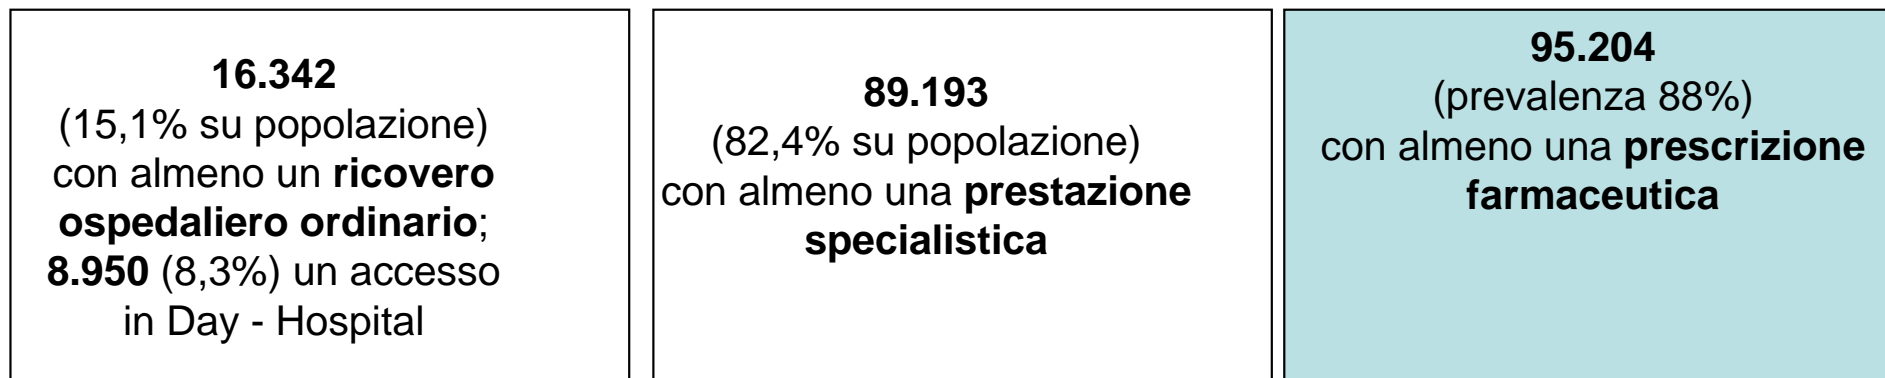 16.342
(15,1% su popolazione)
con almeno un ricovero
ospedaliero ordinario;
8.950 (8,3%) un accesso
in Day - Hospital
89.193
(82,4% su popolazione)
con almeno una prestazione
specialistica
95.204
(prevalenza 88%)
con almeno una prescrizione
farmaceutica